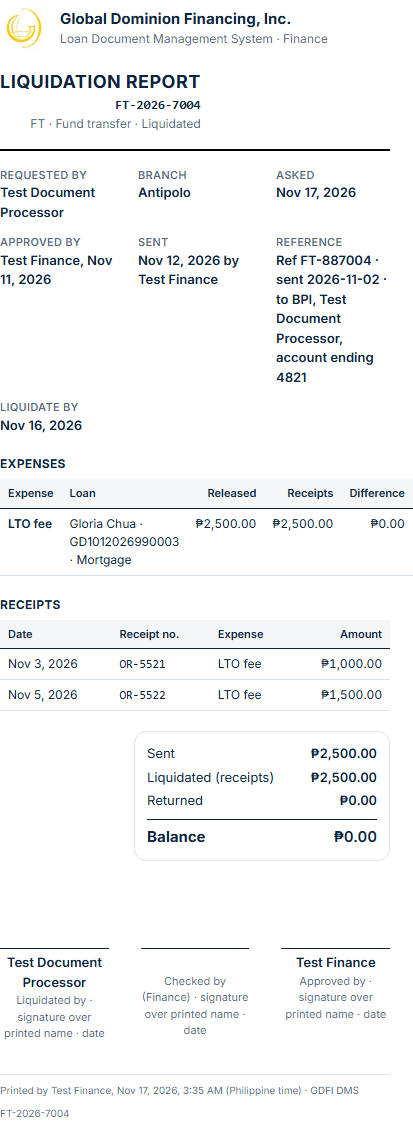 Global Dominion Financing, Inc.
Loan Document Management System · Finance
LIQUIDATION REPORT
FT-2026-7004
FT · Fund transfer · Liquidated
REQUESTED BY BRANCH ASKED
Test Document Antipolo Nov 17, 2026
Processor
APPROVED BY SENT REFERENCE
Test Finance, Nov Nov 12, 2026 by Ref FT-887004 ·
11, 2026 Test Finance sent 2026-11-02 ·
to BPI, Test
Document
Processor,
account ending
4821
LIQUIDATE BY
Nov 16, 2026
EXPENSES
Expense Loan Released Receipts Difference
LTO fee Gloria Chua · ₱2,500.00 ₱2,500.00 ₱0.00
GD1012026990003
· Mortgage
RECEIPTS
Date Receipt no. Expense Amount
Nov 3, 2026 OR-5521 LTO fee ₱1,000.00
Nov 5, 2026 OR-5522 LTO fee ₱1,500.00
Sent ₱2,500.00
Liquidated (receipts) ₱2,500.00
Returned ₱0.00
Balance ₱0.00
Test Document Test Finance
Processor Checked by Approved by ·
Liquidated by · (Finance) · signature signature over
signature over over printed name · printed name · date
printed name · date date
Printed by Test Finance, Nov 17, 2026, 3:35 AM (Philippine time) · GDFI DMS
FT-2026-7004